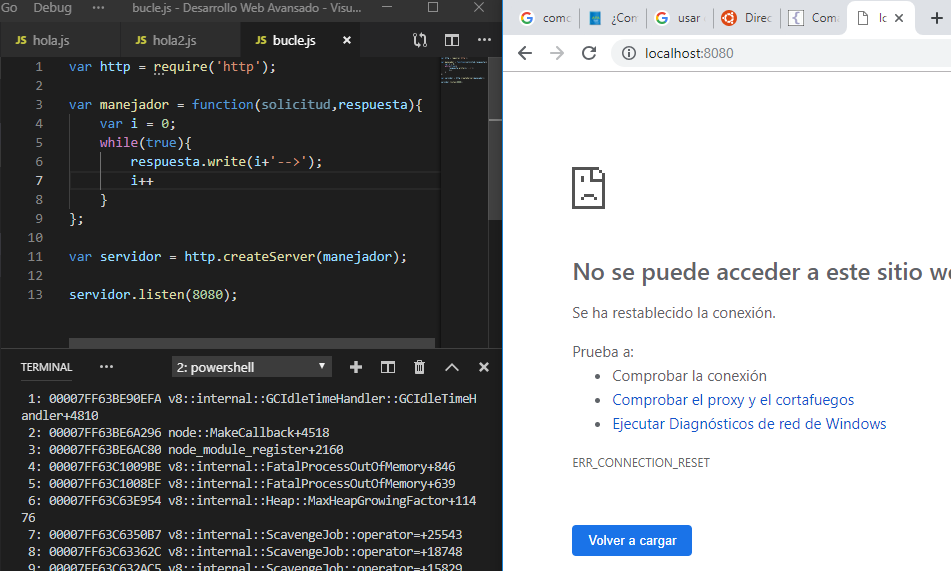 Go Debug ··· bucle.js - Desarrollo Web Avansado - Visu...
JS hola.js JS hola2.js JS bucle.js
1 var http = require('http');
2
3 var manejador = function(solicitud,respuesta){
4 var i = 0;
5 while(true){
6 respuesta.write(i+'-->');
7 i++
8 }
9 };
10
11 var servidor = http.createServer(manejador);
12
13 servidor.listen(8080);
TERMINAL ··· 2: powershell
1: 00007FF63BE90EFA v8::internal::GCIdleTimeHandler::GCIdleTimeH
andler+4810
2: 00007FF63BE6A296 node::MakeCallback+4518
3: 00007FF63BE6AC80 node_module_register+2160
4: 00007FF63C1009BE v8::internal::FatalProcessOutOfMemory+846
5: 00007FF63C1008EF v8::internal::FatalProcessOutOfMemory+639
6: 00007FF63C63E954 v8::internal::Heap::MaxHeapGrowingFactor+114
76
7: 00007FF63C6350B7 v8::internal::ScavengeJob::operator=+25543
8: 00007FF63C63362C v8::internal::ScavengeJob::operator=+18748
9: 00007FF63C632AC5 v8::internal::ScavengeJob::operator=+15829
como ¿Con usar Direc Com lo
localhost:8080
No se puede acceder a este sitio we
Se ha restablecido la conexión.
Prueba a:
• Comprobar la conexión
• Comprobar el proxy y el cortafuegos
• Ejecutar Diagnósticos de red de Windows
ERR_CONNECTION_RESET
Volver a cargar